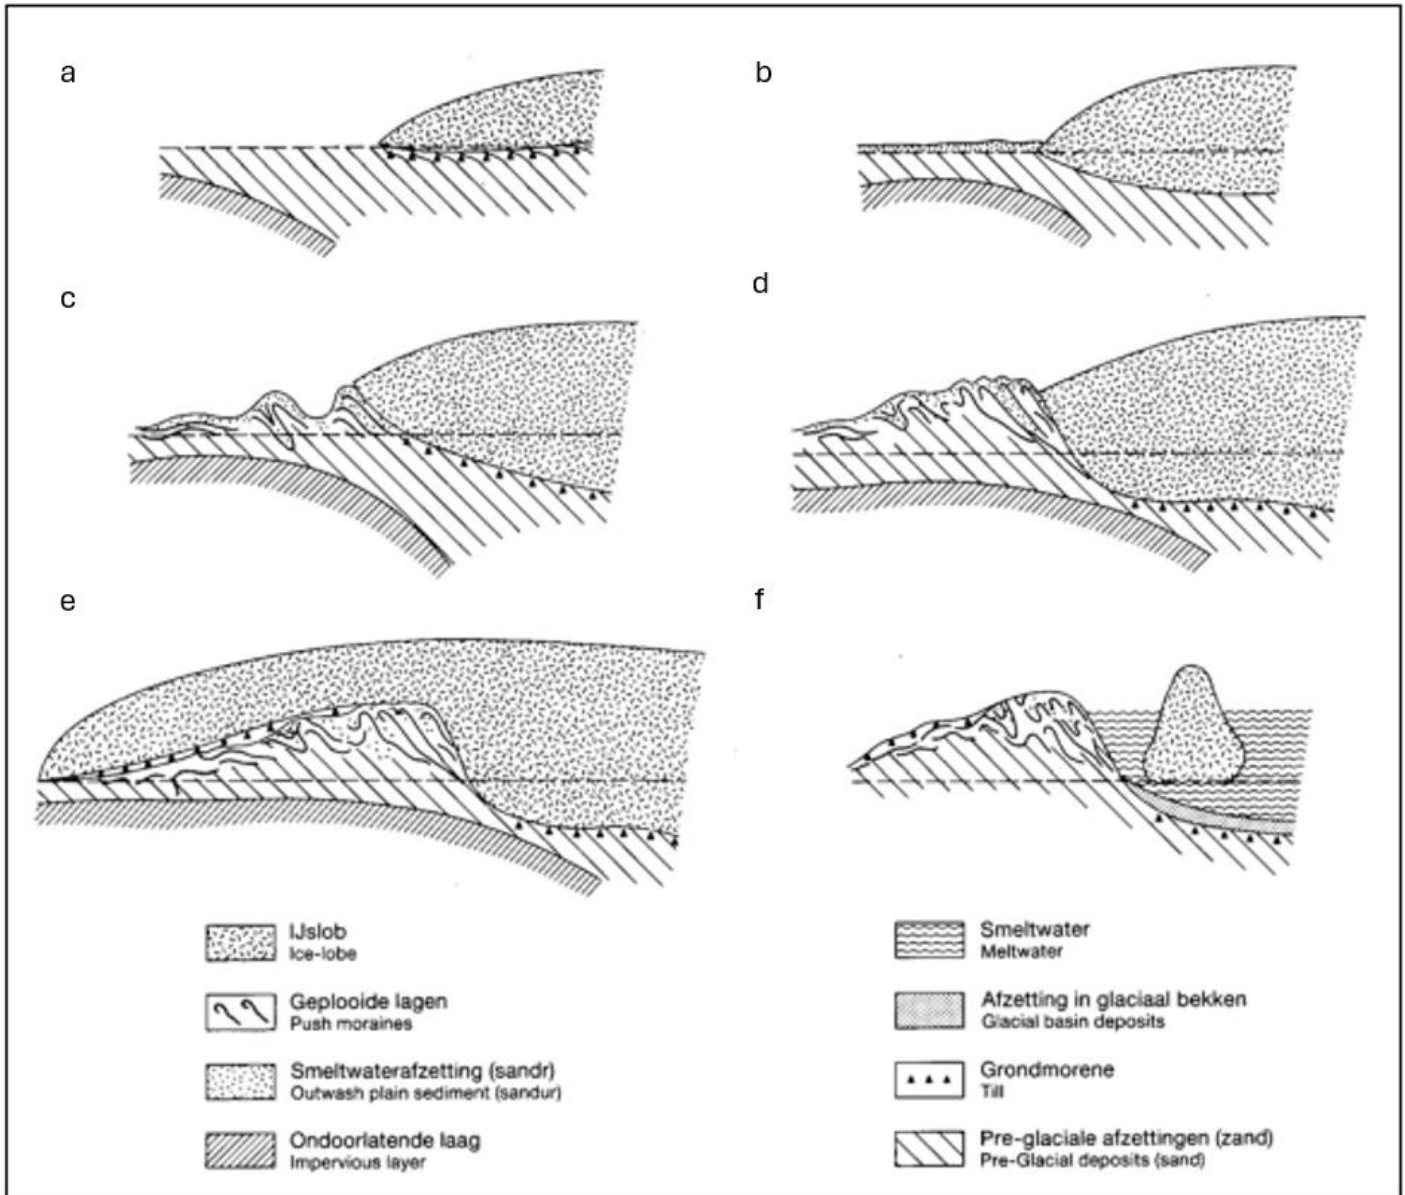 a
b
c
d
e
f
IJslob
Ice-lobe
Geplooide lagen
Push moraines
Smeltwaterafzetting (sandr)
Outwash plain sediment (sandur)
Ondoorlatende laag
Impervious layer
Smeltwater
Meltwater
Afzetting in glaciaal bekken
Glacial basin deposits
Grondmorene
Till
Pre-glaciale afzettingen (zand)
Pre-Glacial deposits (sand)